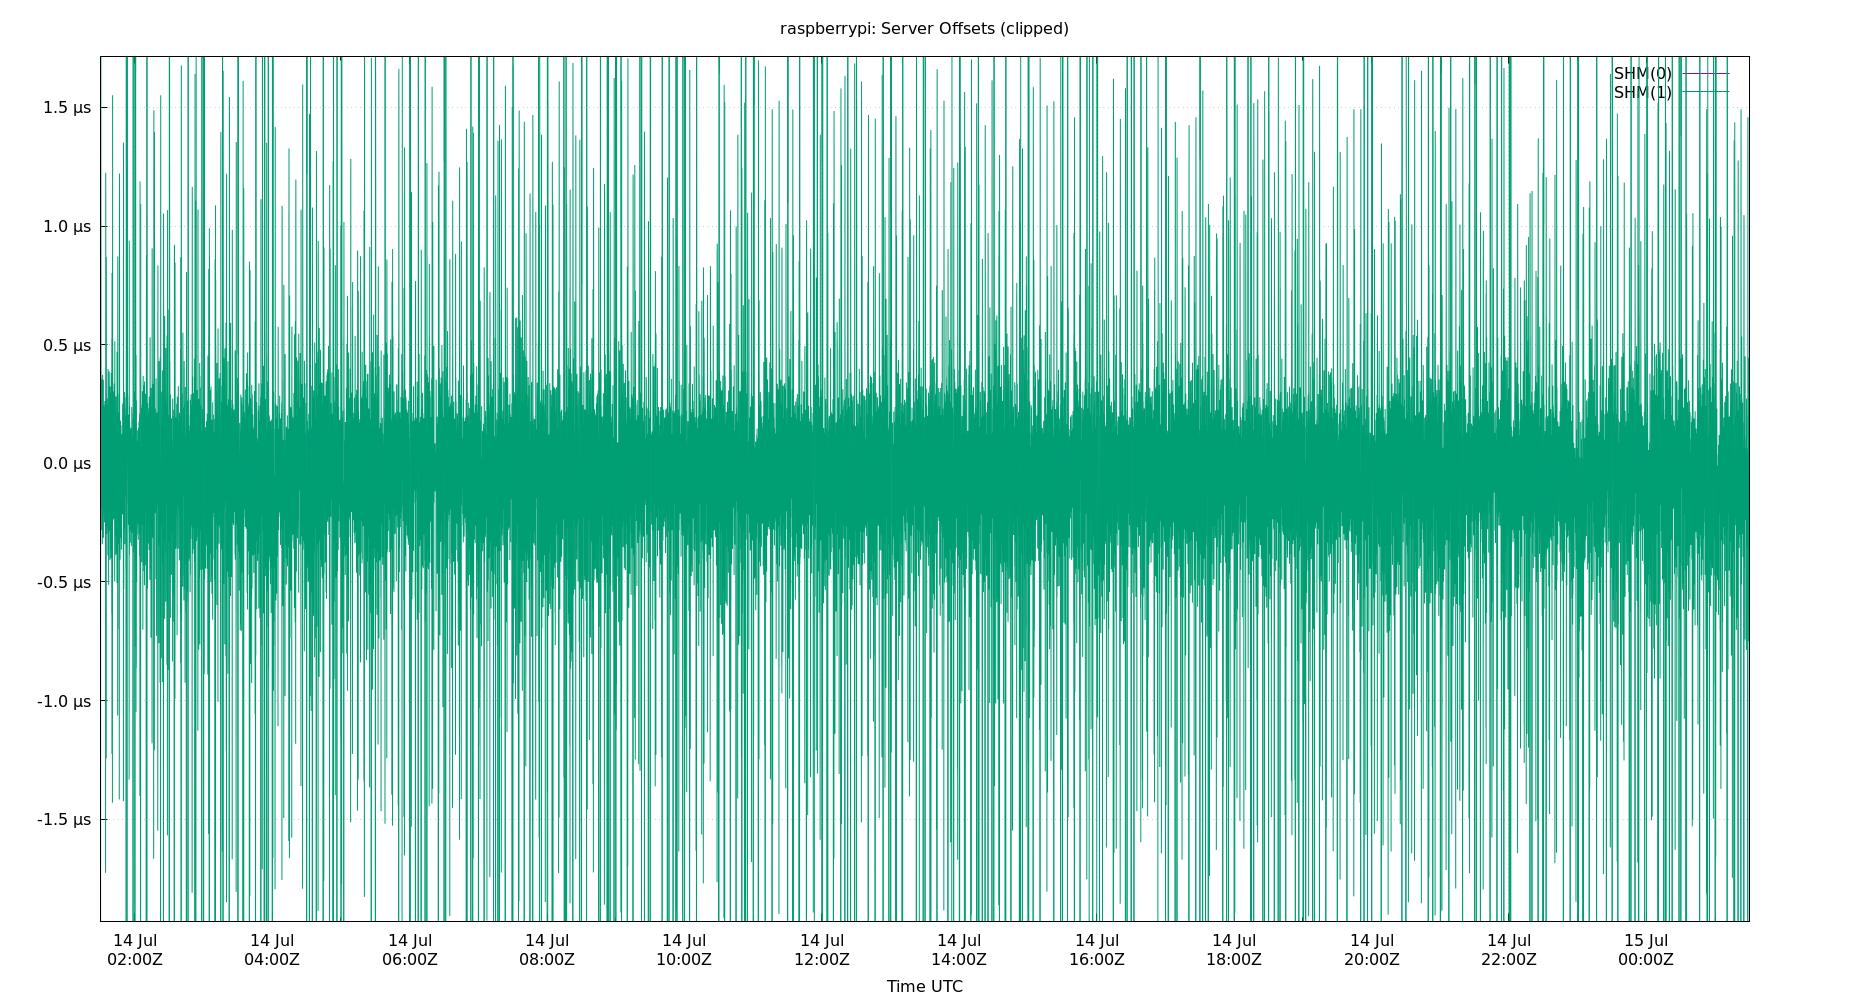 raspberrypi: Server Offsets (clipped)
SHM(0)
SHM(1)
1.5 µs
1.0 µs
0.5 µs
0.0 µs
-0.5 µs
-1.0 µs
-1.5 µs
14 Jul 14 Jul 14 Jul 14 Jul 14 Jul 14 Jul 14 Jul 14 Jul 14 Jul 14 Jul 14 Jul 15 Jul
02:00Z 04:00Z 06:00Z 08:00Z 10:00Z 12:00Z 14:00Z 16:00Z 18:00Z 20:00Z 22:00Z 00:00Z
Time UTC